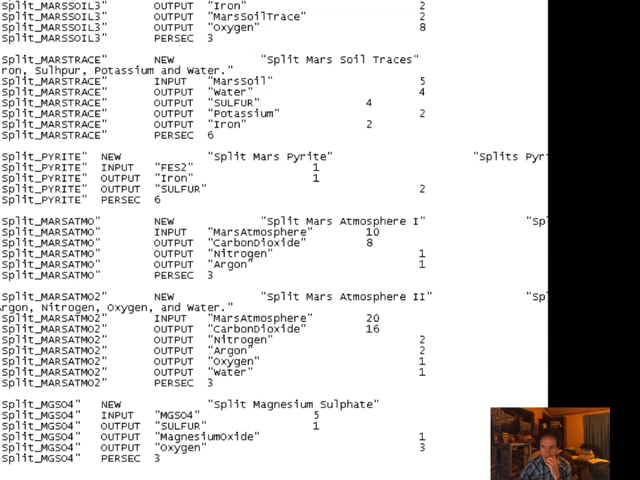 Split_MARSSOIL3" OUTPUT "Iron" 2
Split_MARSSOIL3" OUTPUT "MarsSoilTrace" 2
Split_MARSSOIL3" OUTPUT "Oxygen" 8
Split_MARSSOIL3" PERSEC 3
Split_MARSTRACE" NEW "Split Mars Soil Traces"
ron, Sulhpur, Potassium and Water."
Split_MARSTRACE" INPUT "MarsSoil" 5
Split_MARSTRACE" OUTPUT "Water" 4
Split_MARSTRACE" OUTPUT "SULFUR" 4
Split_MARSTRACE" OUTPUT "Potassium" 2
Split_MARSTRACE" OUTPUT "Iron" 2
Split_MARSTRACE" PERSEC 6
Split_PYRITE" NEW "Split Mars Pyrite" "Splits Pyr
Split_PYRITE" INPUT "FES2" 1
Split_PYRITE" OUTPUT "Iron" 1
Split_PYRITE" OUTPUT "SULFUR" 2
Split_PYRITE" PERSEC 6
Split_MARSATMO" NEW "Split Mars Atmosphere I" "Sp
Split_MARSATMO" INPUT "MarsAtmosphere" 10
Split_MARSATMO" OUTPUT "CarbonDioxide" 8
Split_MARSATMO" OUTPUT "Nitrogen" 1
Split_MARSATMO" OUTPUT "Argon" 1
Split_MARSATMO" PERSEC 3
Split_MARSATMO2" NEW "Split Mars Atmosphere II" "Sp
Argon, Nitrogen, Oxygen, and Water."
Split_MARSATMO2" INPUT "MarsAtmosphere" 20
Split_MARSATMO2" OUTPUT "CarbonDioxide" 16
Split_MARSATMO2" OUTPUT "Nitrogen" 2
Split_MARSATMO2" OUTPUT "Argon" 2
Split_MARSATMO2" OUTPUT "Oxygen" 1
Split_MARSATMO2" OUTPUT "Water" 1
Split_MARSATMO2" PERSEC 3
Split_MGSO4" NEW "Split Magnesium Sulphate"
Split_MGSO4" INPUT "MGSO4" 5
Split_MGSO4" OUTPUT "SULFUR" 1
Split_MGSO4" OUTPUT "MagnesiumOxide" 1
Split_MGSO4" OUTPUT "Oxygen" 3
Split_MGSO4" PERSEC 3